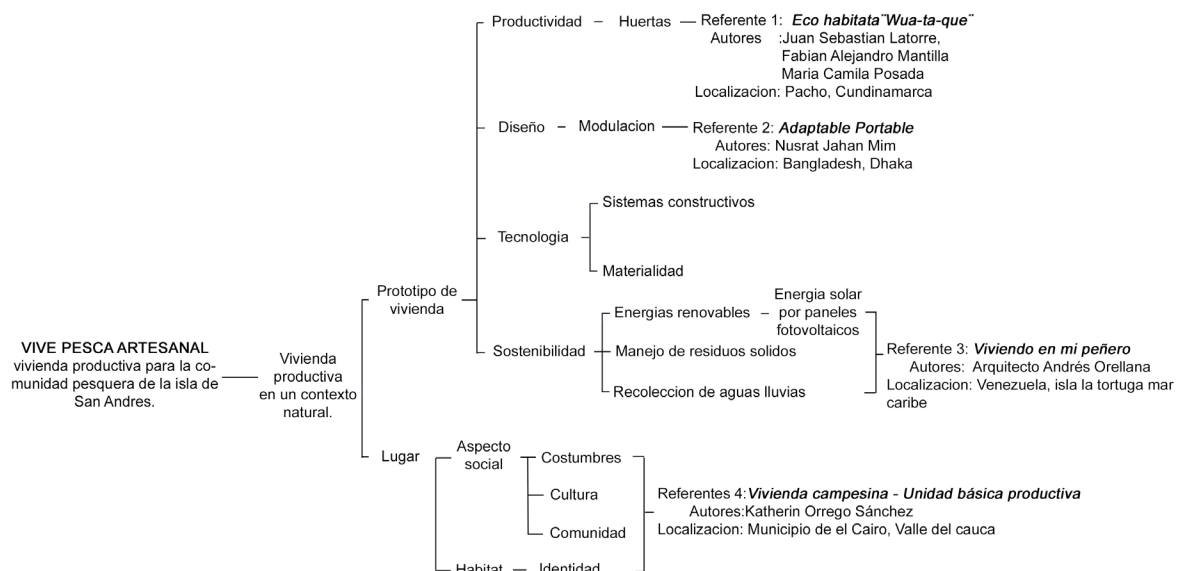 VIVE PESCA ARTESANAL
vivienda productiva para la co-
munidad pesquera de la isla de
San Andres.
Vivienda
productiva
en un contexto
natural.
Prototipo de
vivienda
Productividad
Huertas
Referente 1: Eco habitata¨Wua-ta-que¨
Autores :Juan Sebastian Latorre,
Fabian Alejandro Mantilla
Maria Camila Posada
Localizacion: Pacho, Cundinamarca
Diseño
Modulacion
Referente 2: Adaptable Portable
Autores: Nusrat Jahan Mim
Localizacion: Bangladesh, Dhaka
Tecnologia
Sistemas constructivos
Materialidad
Sostenibilidad
Energias renovables
Energia solar
por paneles
fotovoltaicos
Manejo de residuos solidos
Recoleccion de aguas lluvias
Referente 3: Viviendo en mi peñero
Autores: Arquitecto Andrés Orellana
Localizacion: Venezuela, isla la tortuga mar
caribe
Lugar
Aspecto
social
Costumbres
Cultura
Comunidad
Habitat
Identidad
Referentes 4:Vivienda campesina - Unidad básica productiva
Autores:Katherin Orrego Sánchez
Localizacion: Municipio de el Cairo, Valle del cauca